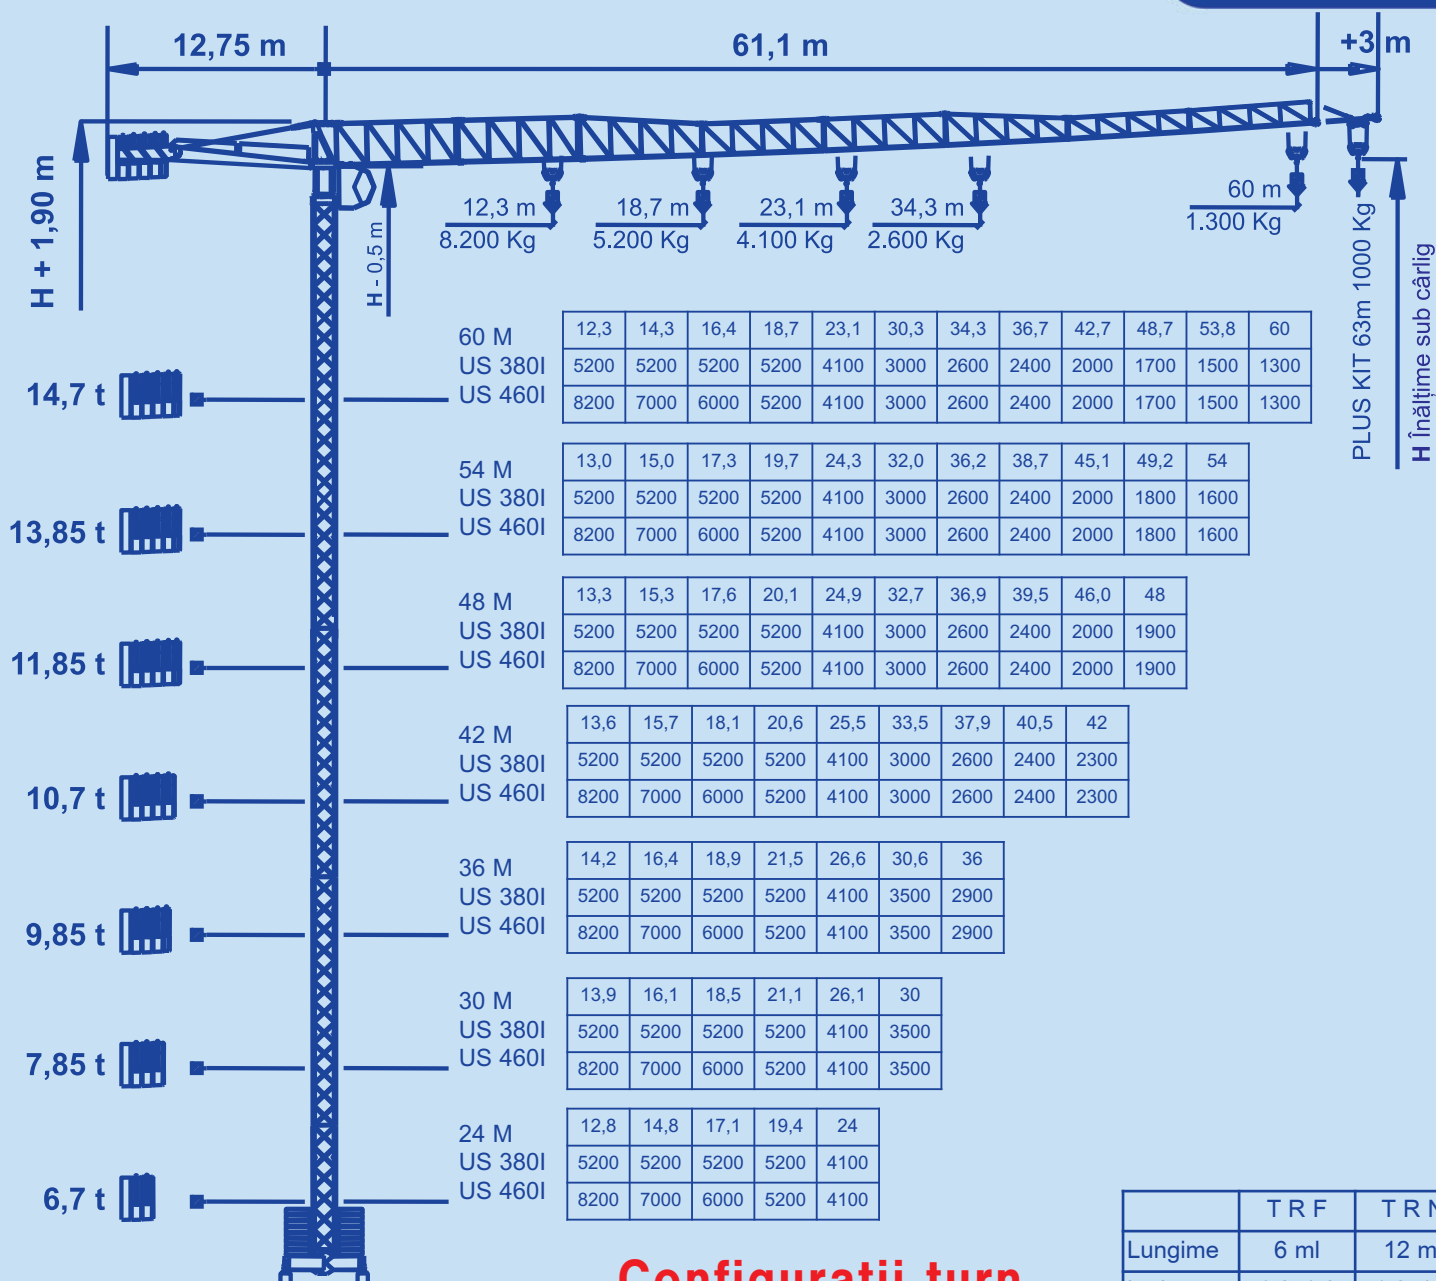 12,75 m 61,1 m +3 m
H + 1,90 m
H - 0,5 m
12,3 m 18,7 m 23,1 m 34,3 m 60 m
8.200 Kg 5.200 Kg 4.100 Kg 2.600 Kg 1.300 Kg
PLUS KIT 63m 1000 Kg
H Înălțime sub cârlig
14,7 t
60 M 12,3 14,3 16,4 18,7 23,1 30,3 34,3 36,7 42,7 48,7 53,8 60
US 380I 5200 5200 5200 5200 4100 3000 2600 2400 2000 1700 1500 1300
US 460I 8200 7000 6000 5200 4100 3000 2600 2400 2000 1700 1500 1300
13,85 t
54 M 13,0 15,0 17,3 19,7 24,3 32,0 36,2 38,7 45,1 49,2 54
US 380I 5200 5200 5200 5200 4100 3000 2600 2400 2000 1800 1600
US 460I 8200 7000 6000 5200 4100 3000 2600 2400 2000 1800 1600
11,85 t
48 M 13,3 15,3 17,6 20,1 24,9 32,7 36,9 39,5 46,0 48
US 380I 5200 5200 5200 5200 4100 3000 2600 2400 2000 1900
US 460I 8200 7000 6000 5200 4100 3000 2600 2400 2000 1900
10,7 t
42 M 13,6 15,7 18,1 20,6 25,5 33,5 37,9 40,5 42
US 380I 5200 5200 5200 5200 4100 3000 2600 2400 2300
US 460I 8200 7000 6000 5200 4100 3000 2600 2400 2300
9,85 t
36 M 14,2 16,4 18,9 21,5 26,6 30,6 36
US 380I 5200 5200 5200 5200 4100 3500 2900
US 460I 8200 7000 6000 5200 4100 3500 2900
7,85 t
30 M 13,9 16,1 18,5 21,1 26,1 30
US 380I 5200 5200 5200 5200 4100 3500
US 460I 8200 7000 6000 5200 4100 3500
6,7 t
24 M 12,8 14,8 17,1 19,4 24
US 380I 5200 5200 5200 5200 4100
US 460I 8200 7000 6000 5200 4100
T R F T R N
Lungime 6 ml 12 m
Configuratii turn